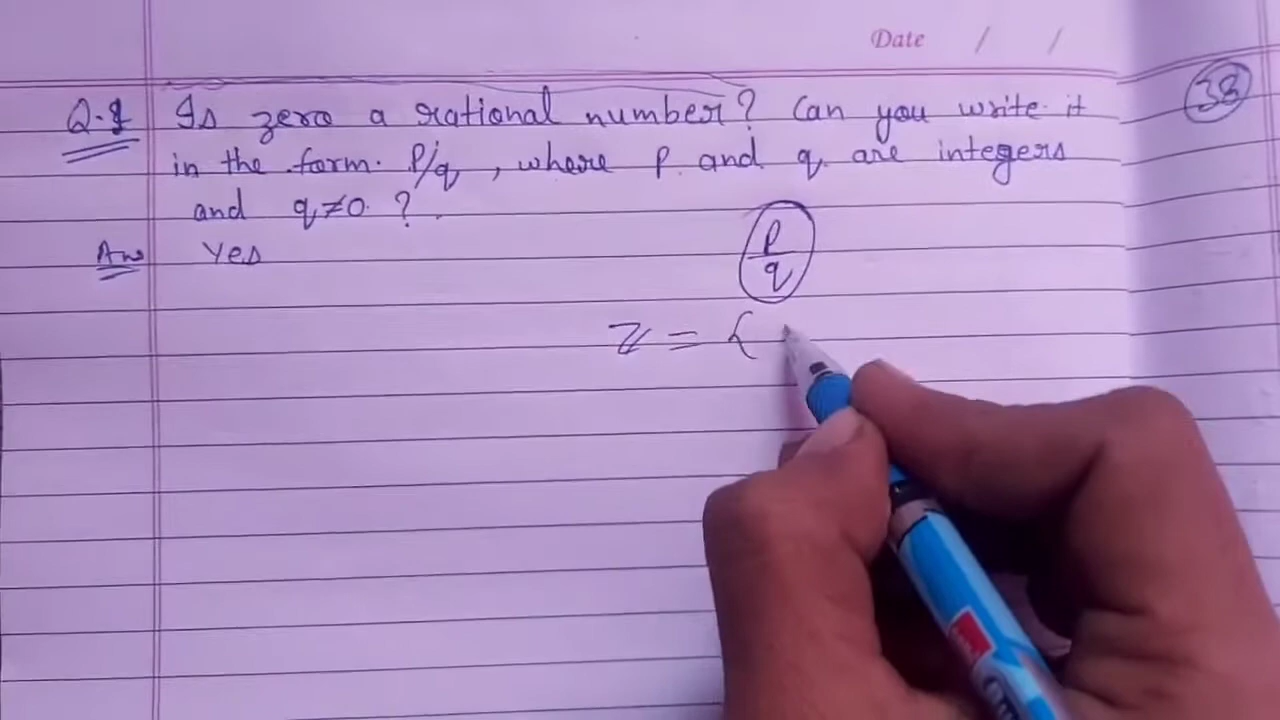 Date / /
38
Q.1 Is zero a rational number? Can you write it
in the form P/q, where P and q are integers
and q≠0 ?
Ans Yes
P/q
Z = {